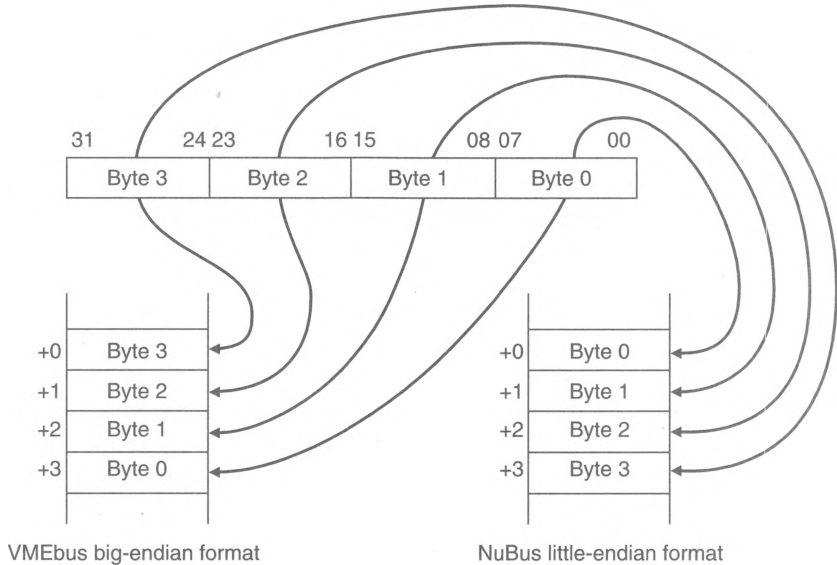 31 24 23 16 15 08 07 00
Byte 3 Byte 2 Byte 1 Byte 0
+0 Byte 3
+1 Byte 2
+2 Byte 1
+3 Byte 0
VMEbus big-endian format
+0 Byte 0
+1 Byte 1
+2 Byte 2
+3 Byte 3
NuBus little-endian format